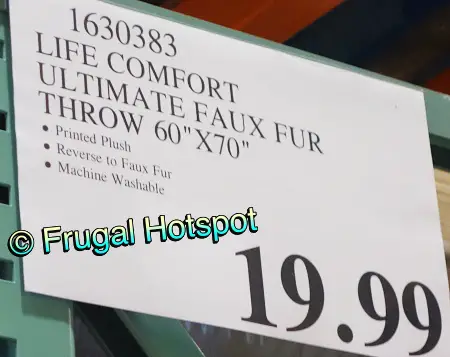 1630383
LIFE COMFORT
ULTIMATE FAUX FUR
THROW 60"X70"
• Printed Plush
• Reverse to Faux Fur
• Machine Washable
© Frugal Hotspot
19.99